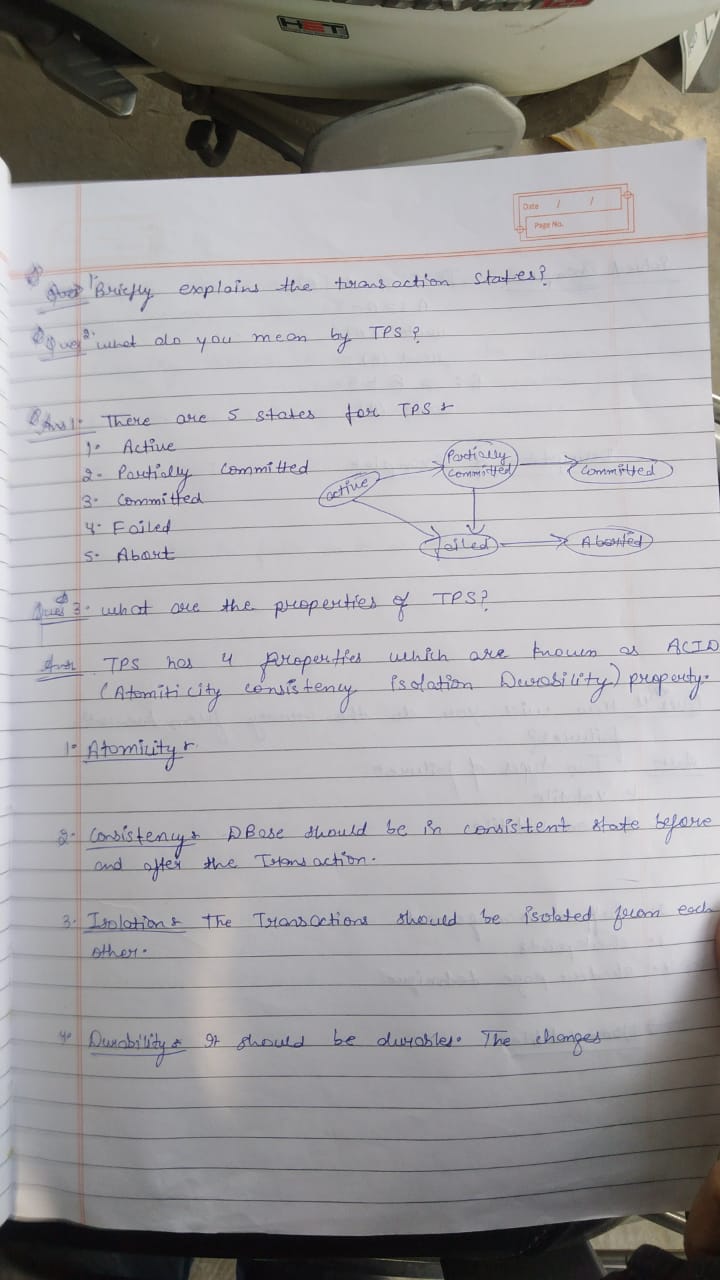 HET
Date / /
Page No.
Ques 1. Briefly explains the transaction states?
Ques 2. what do you mean by TPS?
Ans 1. There are 5 states for TPS
1. Active
2. Partially Committed
3. Committed
4. Failed
5. Abort
active
Partially
Committed
Committed
Failed
Aborted
Ques 3. what are the properties of TPS?
Ans TPS has 4 properties which are known as ACID
(Atomiticity consistency isolation Durability) property.
1. Atomicity
2. Consistency DBase should be in consistent state before
and after the Transaction.
3. Isolation The Transactions should be isolated from each
other.
4. Durability It should be durables. The changes